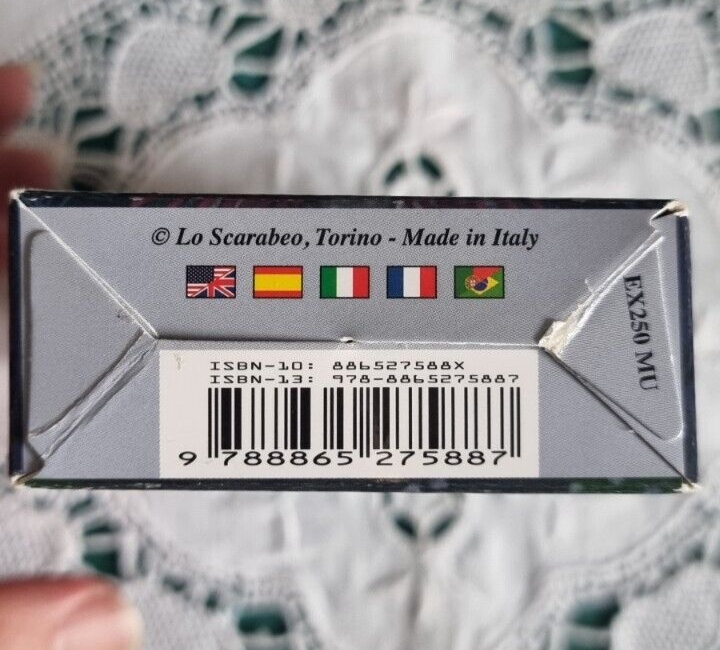 © Lo Scarabeo, Torino - Made in Italy
EX250 MU
ISBN-10: 886527588X
ISBN-13: 978-8865275887
9 788865 275887